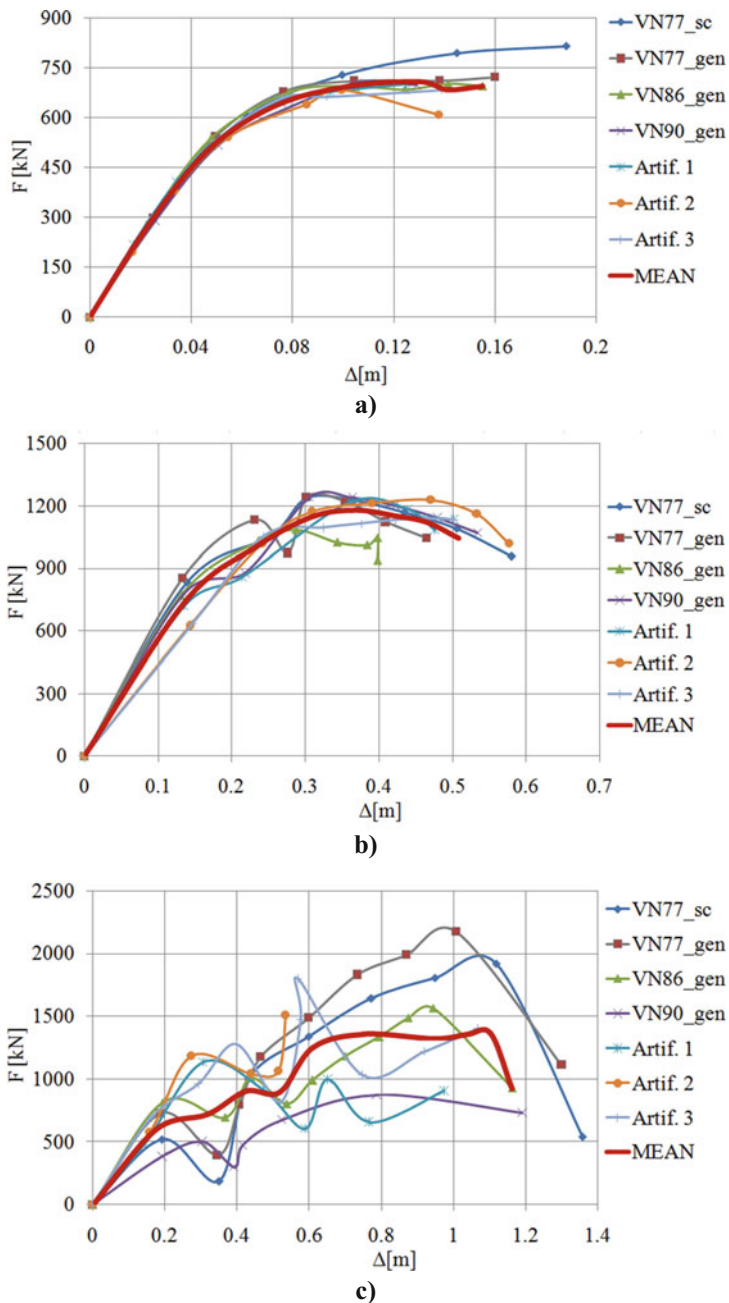 900
750
600
450
300
150
0
F [kN]
0 0.04 0.08 0.12 0.16 0.2
Δ[m]
VN77_sc
VN77_gen
VN86_gen
VN90_gen
Artif. 1
Artif. 2
Artif. 3
MEAN
a)
1500
1200
900
600
300
0
F [kN]
0 0.1 0.2 0.3 0.4 0.5 0.6 0.7
Δ[m]
VN77_sc
VN77_gen
VN86_gen
VN90_gen
Artif. 1
Artif. 2
Artif. 3
MEAN
b)
2500
2000
1500
1000
500
0
F [kN]
0 0.2 0.4 0.6 0.8 1 1.2 1.4
Δ[m]
VN77_sc
VN77_gen
VN86_gen
VN90_gen
Artif. 1
Artif. 2
Artif. 3
MEAN
c)